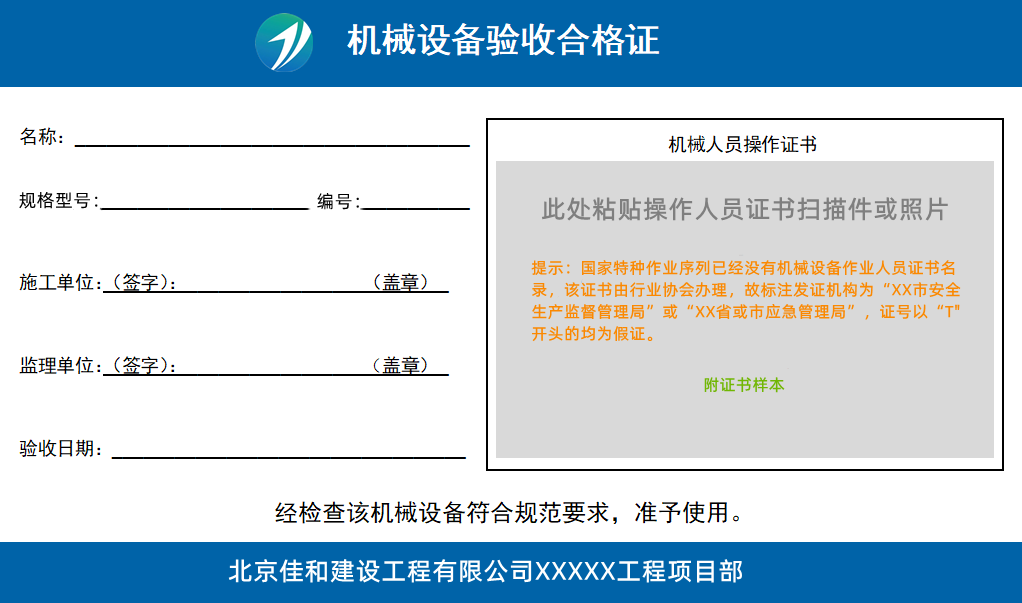 机械设备验收合格证
名称：
规格型号： 编号：
施工单位：（签字）： （盖章）
监理单位：（签字）： （盖章）
验收日期：
机械人员操作证书
此处粘贴操作人员证书扫描件或照片
提示：国家特种作业序列已经没有机械设备作业人员证书名
录，该证书由行业协会办理，故标注发证机构为“XX市安全
生产监督管理局”或“XX省或市应急管理局”，证号以“T"
开头的均为假证。
附证书样本
经检查该机械设备符合规范要求，准予使用。
北京佳和建设工程有限公司XXXXX工程项目部